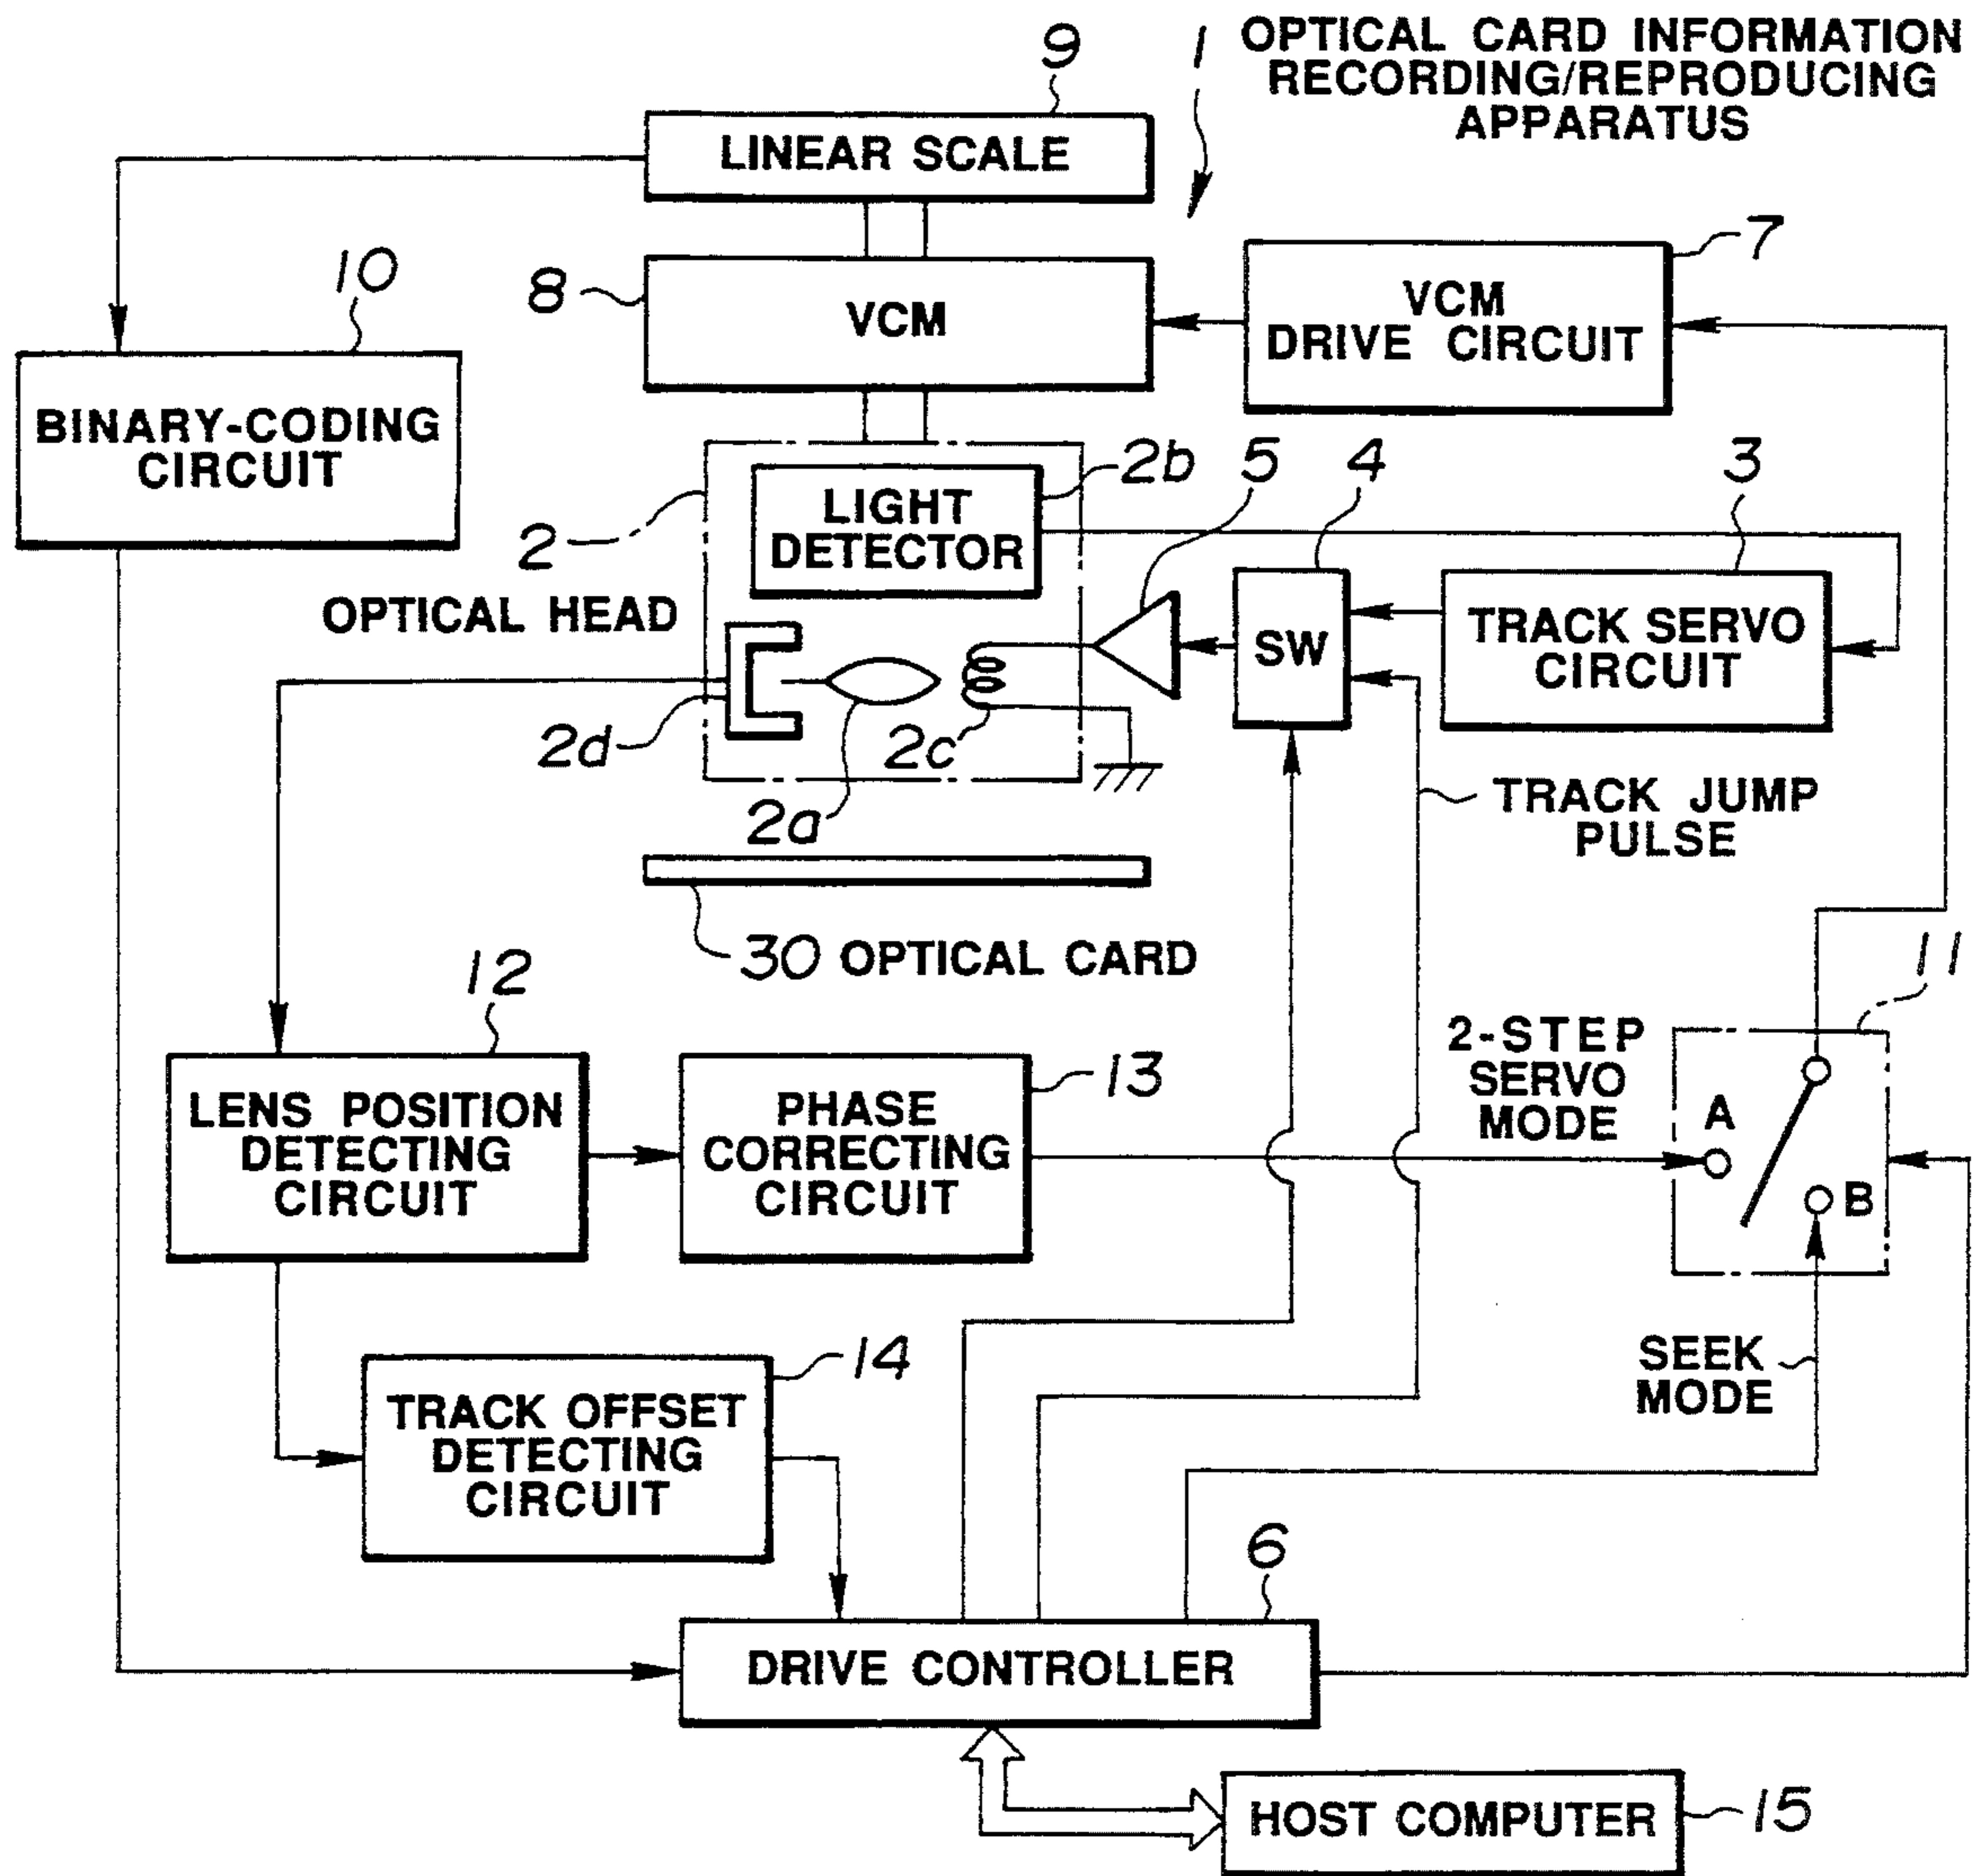 1 OPTICAL CARD INFORMATION
RECORDING/REPRODUCING
APPARATUS
9
LINEAR SCALE
10
8
VCM
7
VCM
DRIVE CIRCUIT
BINARY-CODING
CIRCUIT
2
2b
LIGHT
DETECTOR
5
4
3
OPTICAL HEAD
SW
TRACK SERVO
CIRCUIT
2d
2a
2c
TRACK JUMP
PULSE
30 OPTICAL CARD
12
LENS POSITION
DETECTING
CIRCUIT
13
PHASE
CORRECTING
CIRCUIT
2-STEP
SERVO
MODE
11
A
B
14
TRACK OFFSET
DETECTING
CIRCUIT
SEEK
MODE
6
DRIVE CONTROLLER
HOST COMPUTER
15